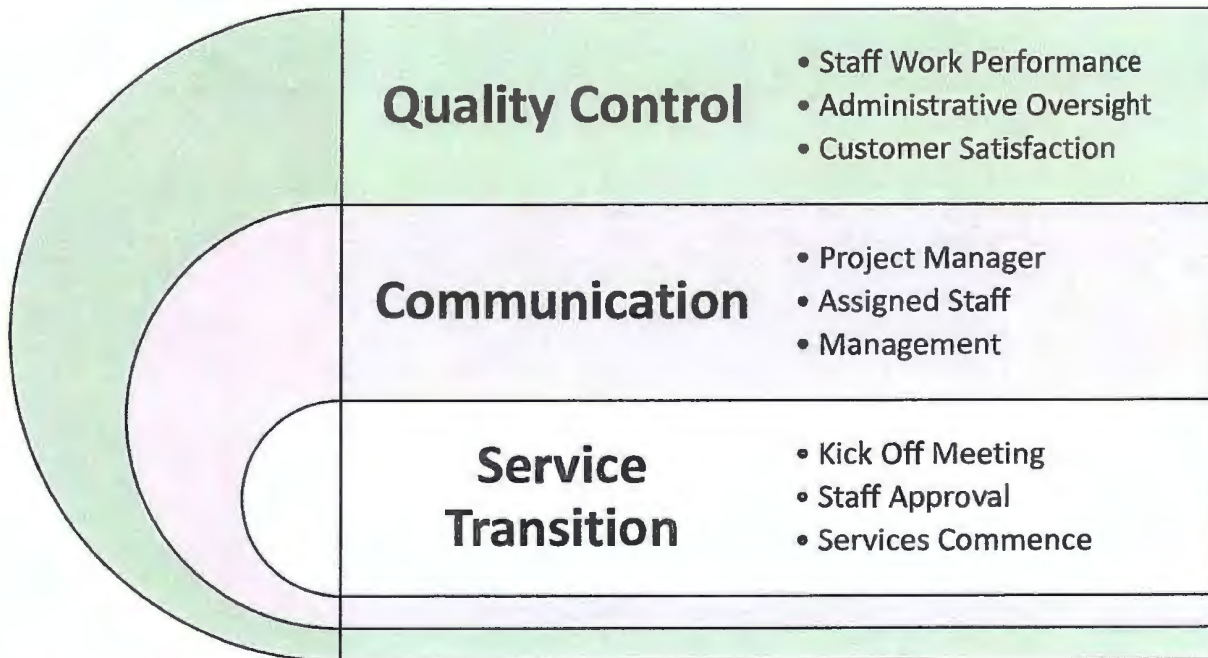 Quality Control
• Staff Work Performance
• Administrative Oversight
• Customer Satisfaction
Communication
• Project Manager
• Assigned Staff
• Management
Service
Transition
• Kick Off Meeting
• Staff Approval
• Services Commence